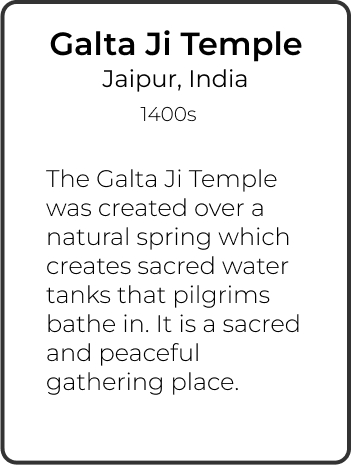 Galta Ji Temple
Jaipur, India
1400s
The Galta Ji Temple
was created over a
natural spring which
creates sacred water
tanks that pilgrims
bathe in. It is a sacred
and peaceful
gathering place.